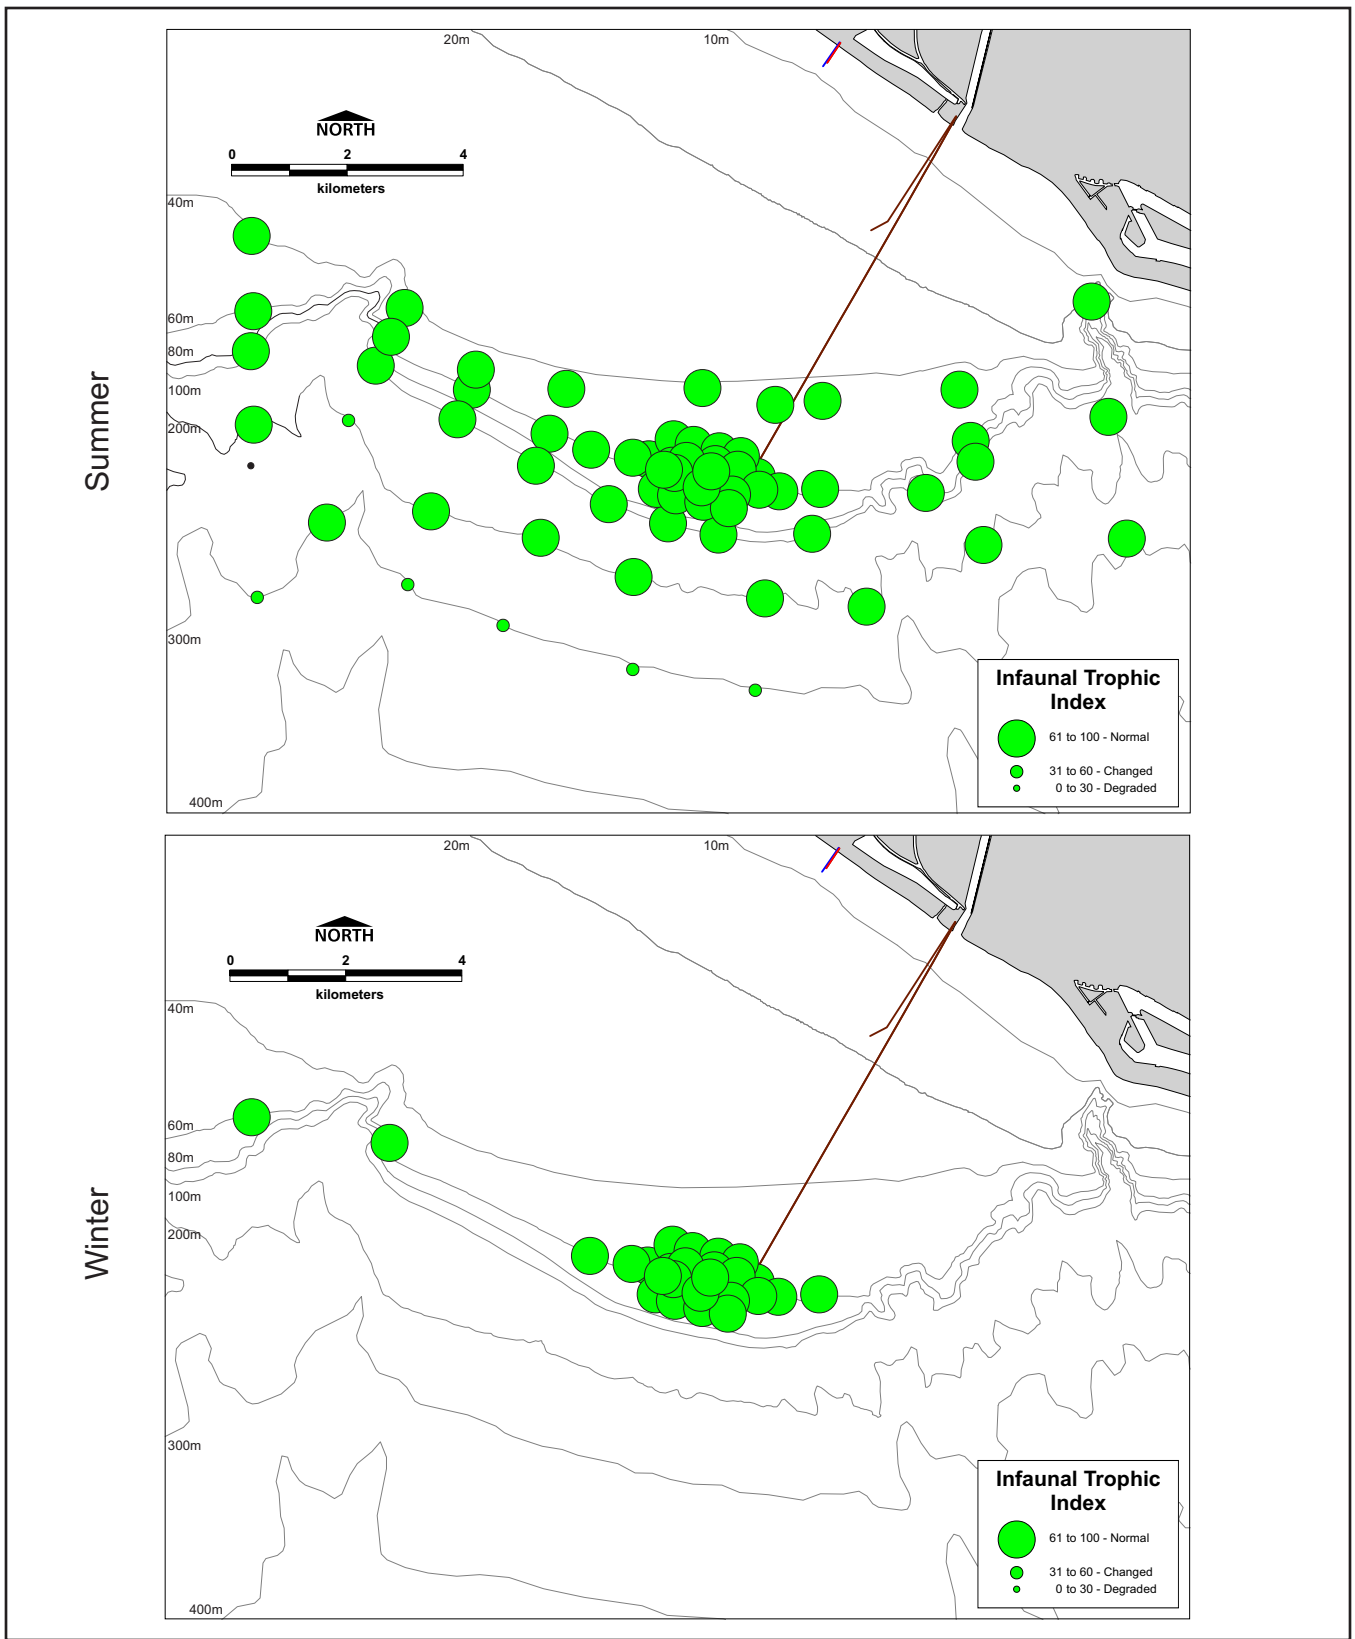 Summer
20m
10m
NORTH
0 2 4
kilometers
40m
60m
80m
100m
200m
300m
400m
Infaunal Trophic
Index
61 to 100 - Normal
31 to 60 - Changed
0 to 30 - Degraded
Winter
20m
10m
NORTH
0 2 4
kilometers
40m
60m
80m
100m
200m
300m
400m
Infaunal Trophic
Index
61 to 100 - Normal
31 to 60 - Changed
0 to 30 - Degraded